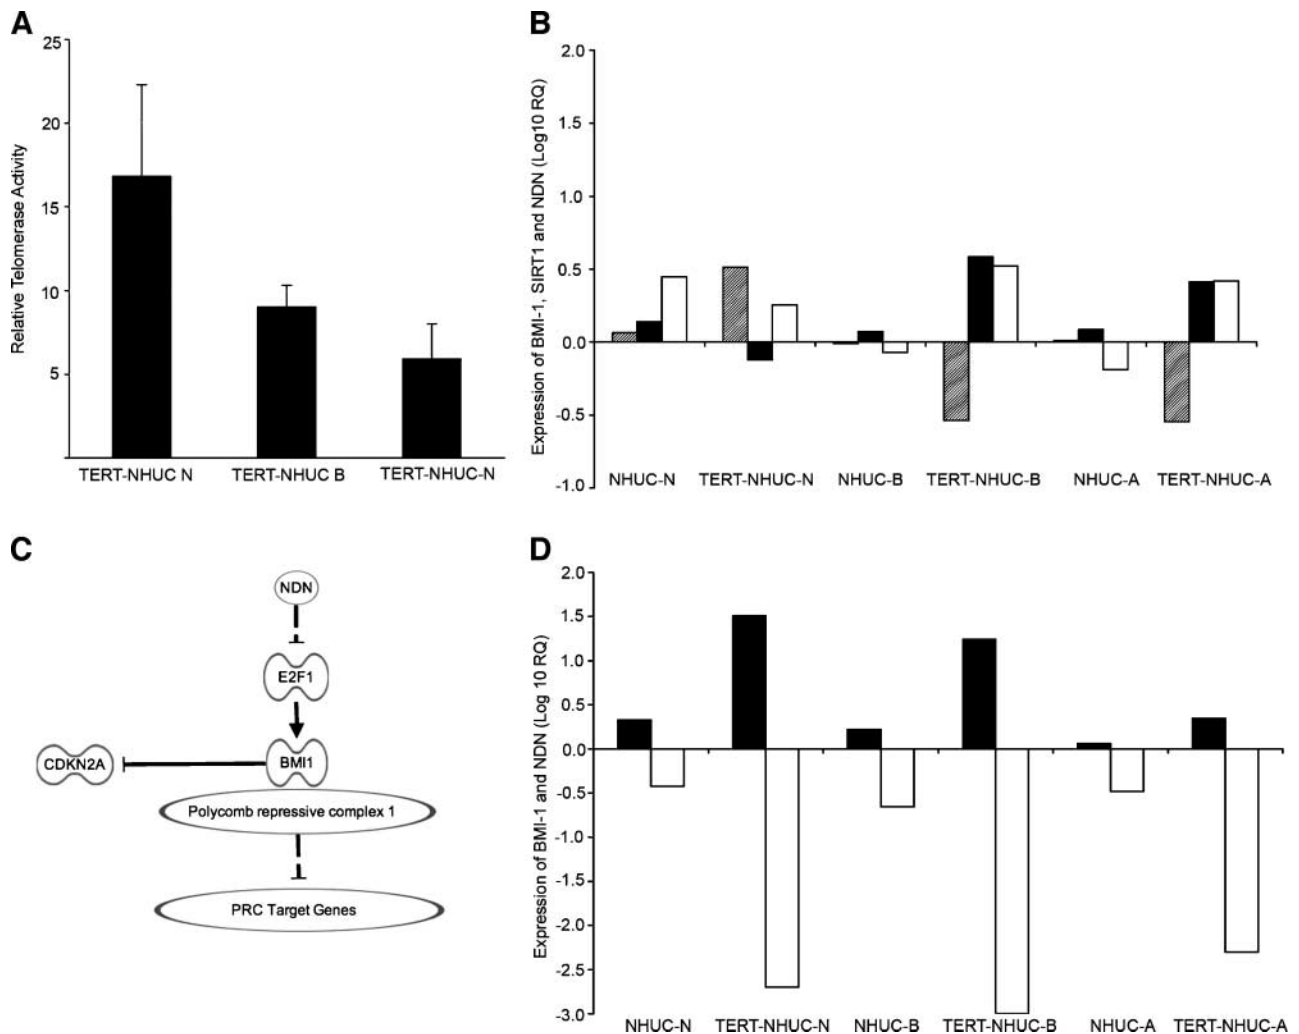 A
Relative Telomerase Activity
25
20
15
10
5
TERT-NHUC N TERT-NHUC B TERT-NHUC-N
B
Expression of BMI-1, SIRT1 and NDN (Log10 RQ)
2.0
1.5
1.0
0.5
0.0
-0.5
-1.0
NHUC-N TERT-NHUC-N NHUC-B TERT-NHUC-B NHUC-A TERT-NHUC-A
C
NDN
E2F1
CDKN2A BMI1
Polycomb repressive complex 1
PRC Target Genes
D
Expression of BMI-1 and NDN (Log 10 RQ)
2.0
1.5
1.0
0.5
0.0
-0.5
-1.0
-1.5
-2.0
-2.5
-3.0
NHUC-N TERT-NHUC-N NHUC-B TERT-NHUC-B NHUC-A TERT-NHUC-A